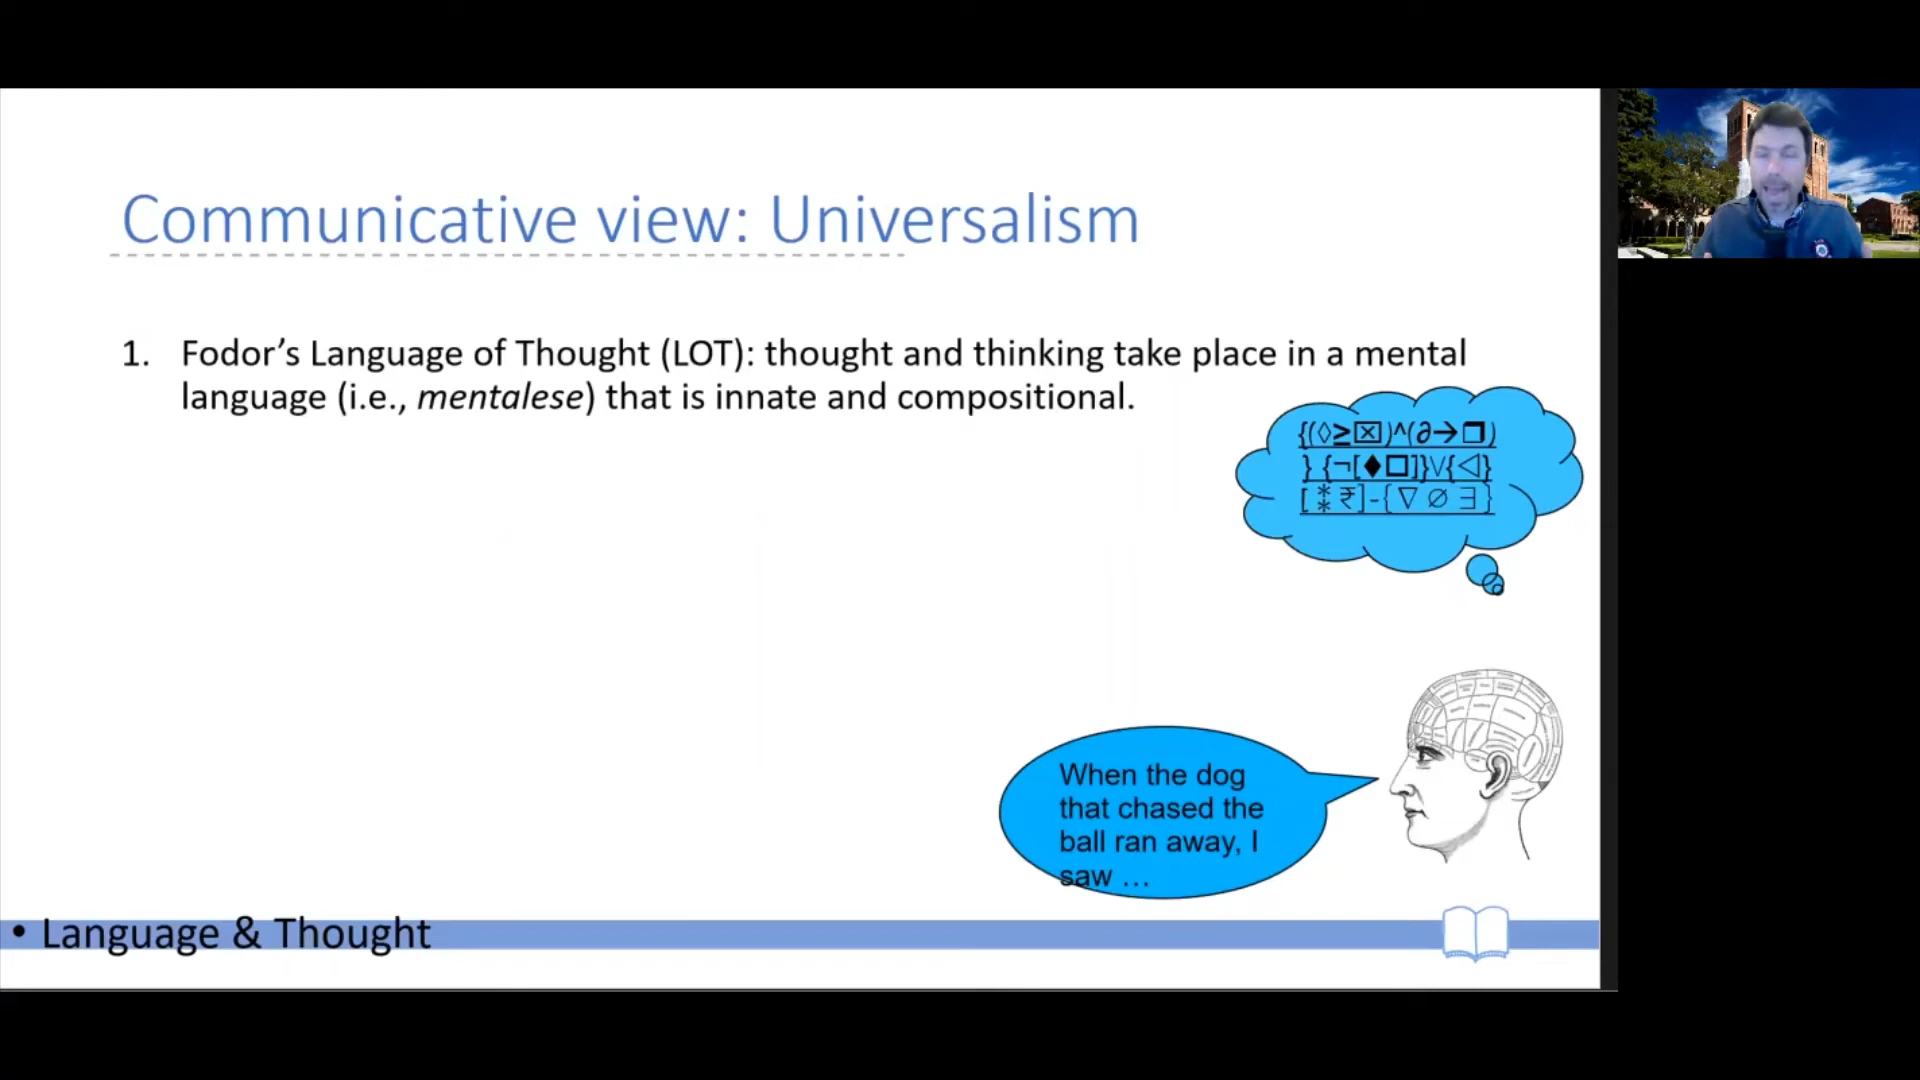 Communicative view: Universalism
1. Fodor's Language of Thought (LOT): thought and thinking take place in a mental
language (i.e., mentalese) that is innate and compositional.
{(◊≥⌧)^(∂→❒)
} {¬[♦□]}∨{◁}
[⁑₹]-{∇ ∅ ∃}
When the dog
that chased the
ball ran away, I
saw …
• Language & Thought